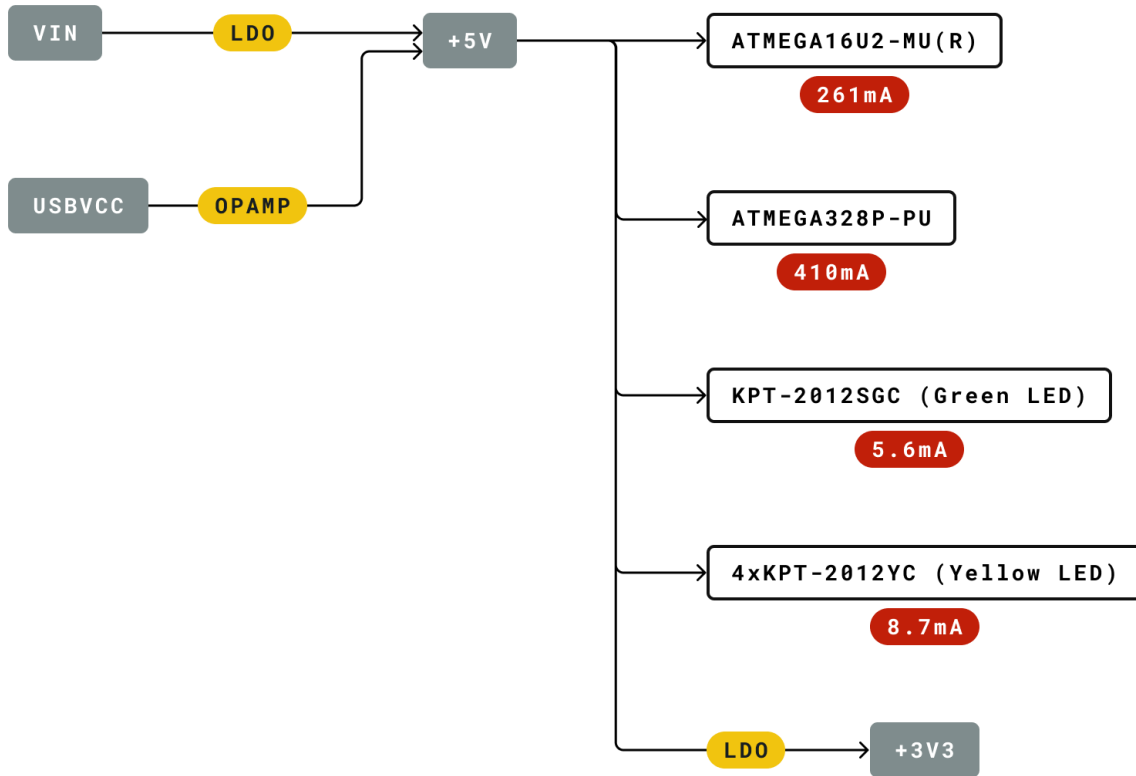 VIN
LDO
+5V
USBVCC
OPAMP
ATMEGA16U2-MU(R)
261mA
ATMEGA328P-PU
410mA
KPT-2012SGC (Green LED)
5.6mA
4xKPT-2012YC (Yellow LED)
8.7mA
LDO
+3V3